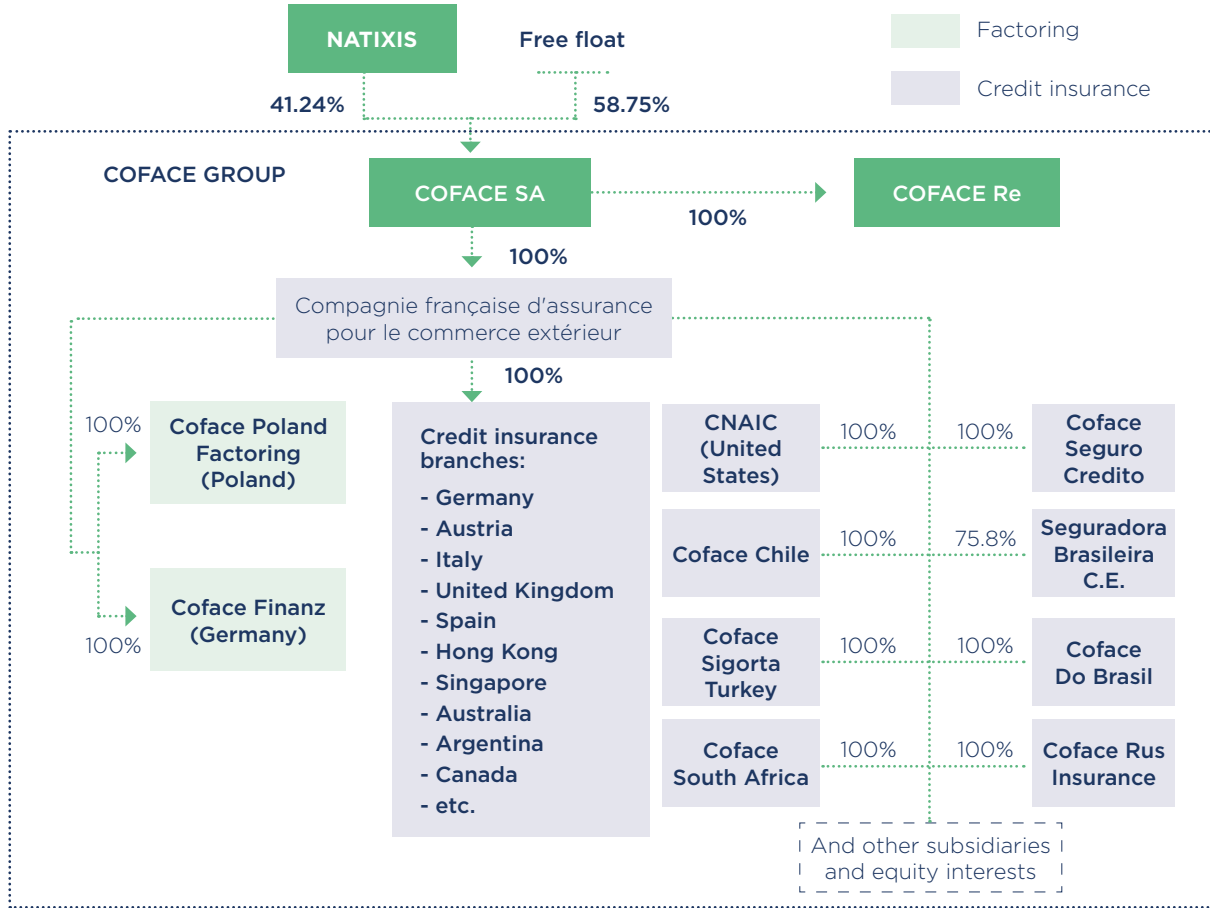 NATIXIS
Free float
Factoring
Credit insurance
41.24%
58.75%
COFACE GROUP
COFACE SA
100%
COFACE Re
100%
Compagnie française d'assurance
pour le commerce extérieur
100%
100%
Coface Poland
Factoring
(Poland)
100%
Coface Finanz
(Germany)
Credit insurance
branches:
- Germany
- Austria
- Italy
- United Kingdom
- Spain
- Hong Kong
- Singapore
- Australia
- Argentina
- Canada
- etc.
CNAIC
(United
States)
100%
100%
Coface
Seguro
Credito
Coface Chile
100%
75.8%
Seguradora
Brasileira
C.E.
Coface
Sigorta
Turkey
100%
100%
Coface
Do Brasil
Coface
South Africa
100%
100%
Coface Rus
Insurance
And other subsidiaries
and equity interests